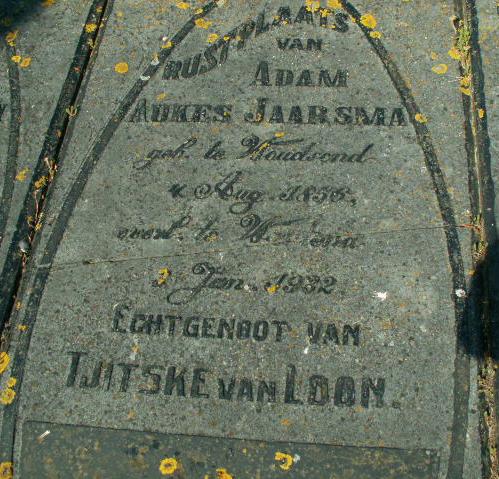 RUSTPLAATS
VAN
ADAM
AUKES JAARSMA
geb. te Woudsend
4 Aug. 1856,
overl. te
3 Jan. 1932
ECHTGENOOT VAN
TJITSKE VAN LOON.